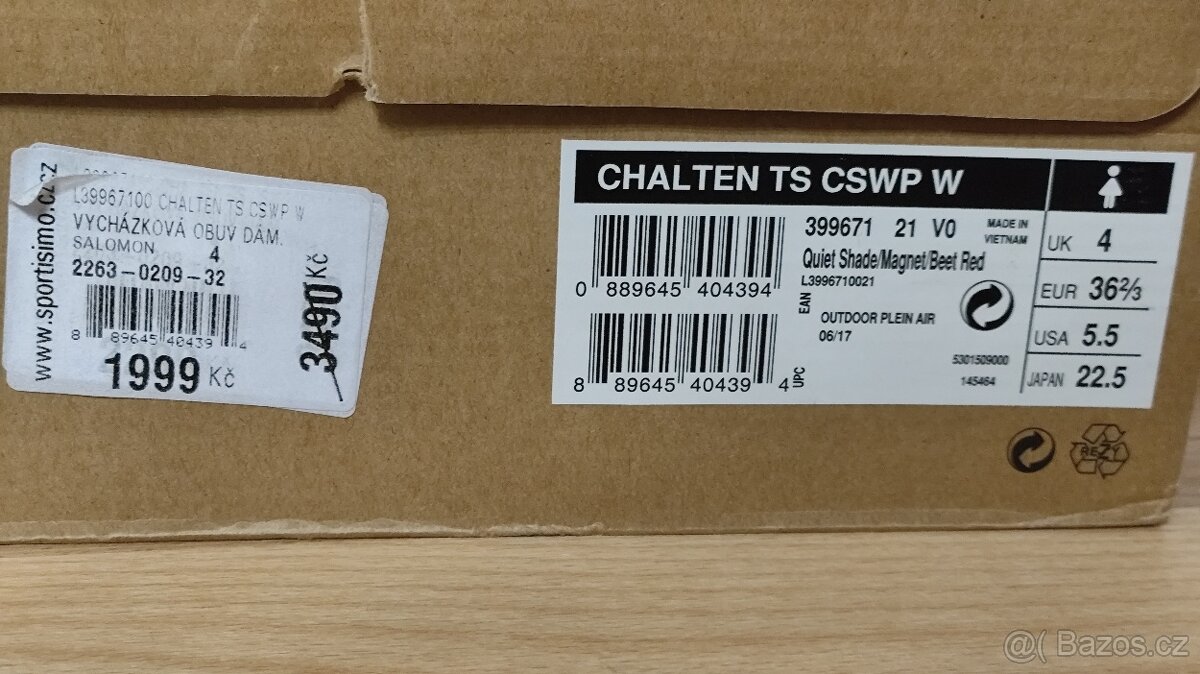 www.sportisimo.cz
L39967100 CHALTEN TS CSWP W
VYCHÁZKOVÁ OBUV DÁM.
SALOMON 4
2263-0209-32
8 89645 40439 4
1999 Kč
3490 Kč
CHALTEN TS CSWP W
0 889645 404394
EAN
8 89645 40439 4
UPC
399671 21 V0
MADE IN
VIETNAM
Quiet Shade/Magnet/Beet Red
L3996710021
OUTDOOR PLEIN AIR
06/17
5301509000
145464
UK 4
EUR 36⅔
USA 5.5
JAPAN 22.5
REZY
@( Bazos.cz